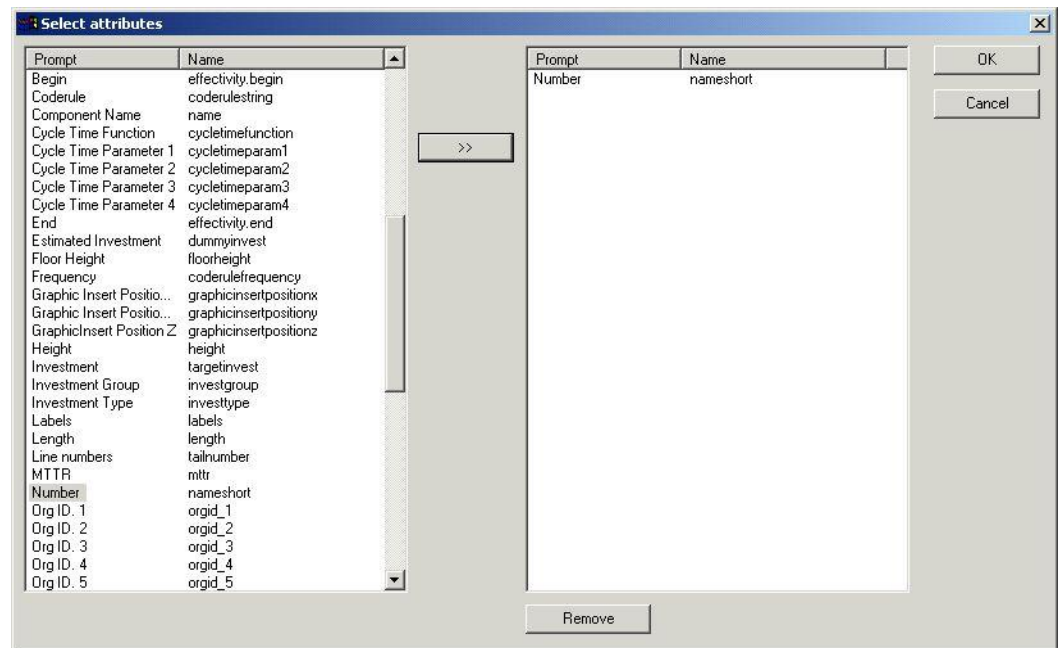 Select attributes
Prompt Name
Begin effectivity.begin
Coderule coderulestring
Component Name name
Cycle Time Function cycletimefunction
Cycle Time Parameter 1 cycletimeparam1
Cycle Time Parameter 2 cycletimeparam2
Cycle Time Parameter 3 cycletimeparam3
Cycle Time Parameter 4 cycletimeparam4
End effectivity.end
Estimated Investment dummyinvest
Floor Height floorheight
Frequency coderulefrequency
Graphic Insert Positio... graphicinsertpositionx
Graphic Insert Positio... graphicinsertpositiony
GraphicInsert Position Z graphicinsertpositionz
Height height
Investment targetinvest
Investment Group investgroup
Investment Type investtype
Labels labels
Length length
Line numbers tailnumber
MTTR mttr
Number nameshort
Org ID. 1 orgid_1
Org ID. 2 orgid_2
Org ID. 3 orgid_3
Org ID. 4 orgid_4
Org ID. 5 orgid_5
>>
Prompt Name
Number nameshort
Remove
OK
Cancel